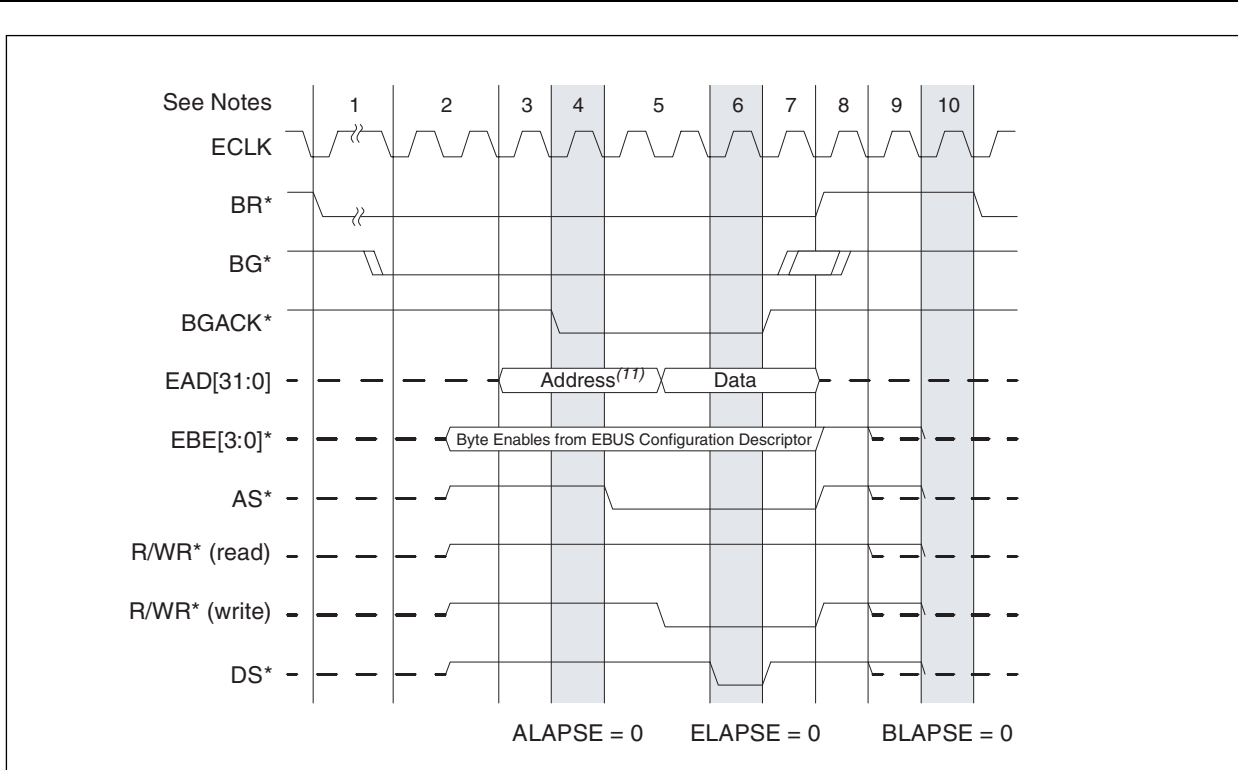 See Notes 1 2 3 4 5 6 7 8 9 10
ECLK
BR*
BG*
BGACK*
EAD[31:0] Address(11) Data
EBE[3:0]* Byte Enables from EBUS Configuration Descriptor
AS*
R/WR* (read)
R/WR* (write)
DS*
ALAPSE = 0 ELAPSE = 0 BLAPSE = 0